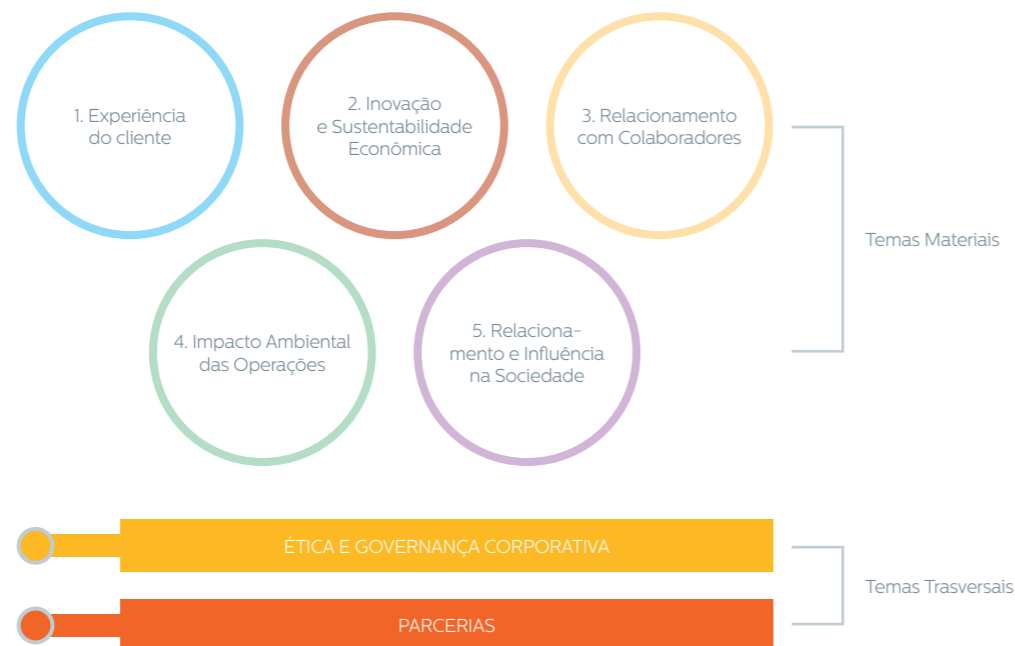 1. Experiência
do cliente
2. Inovação
e Sustentabilidade
Econômica
3. Relacionamento
com Colaboradores
Temas Materiais
4. Impacto Ambiental
das Operações
5. Relaciona-
mento e Influência
na Sociedade
ÉTICA E GOVERNANÇA CORPORATIVA
Temas Trasversais
PARCERIAS